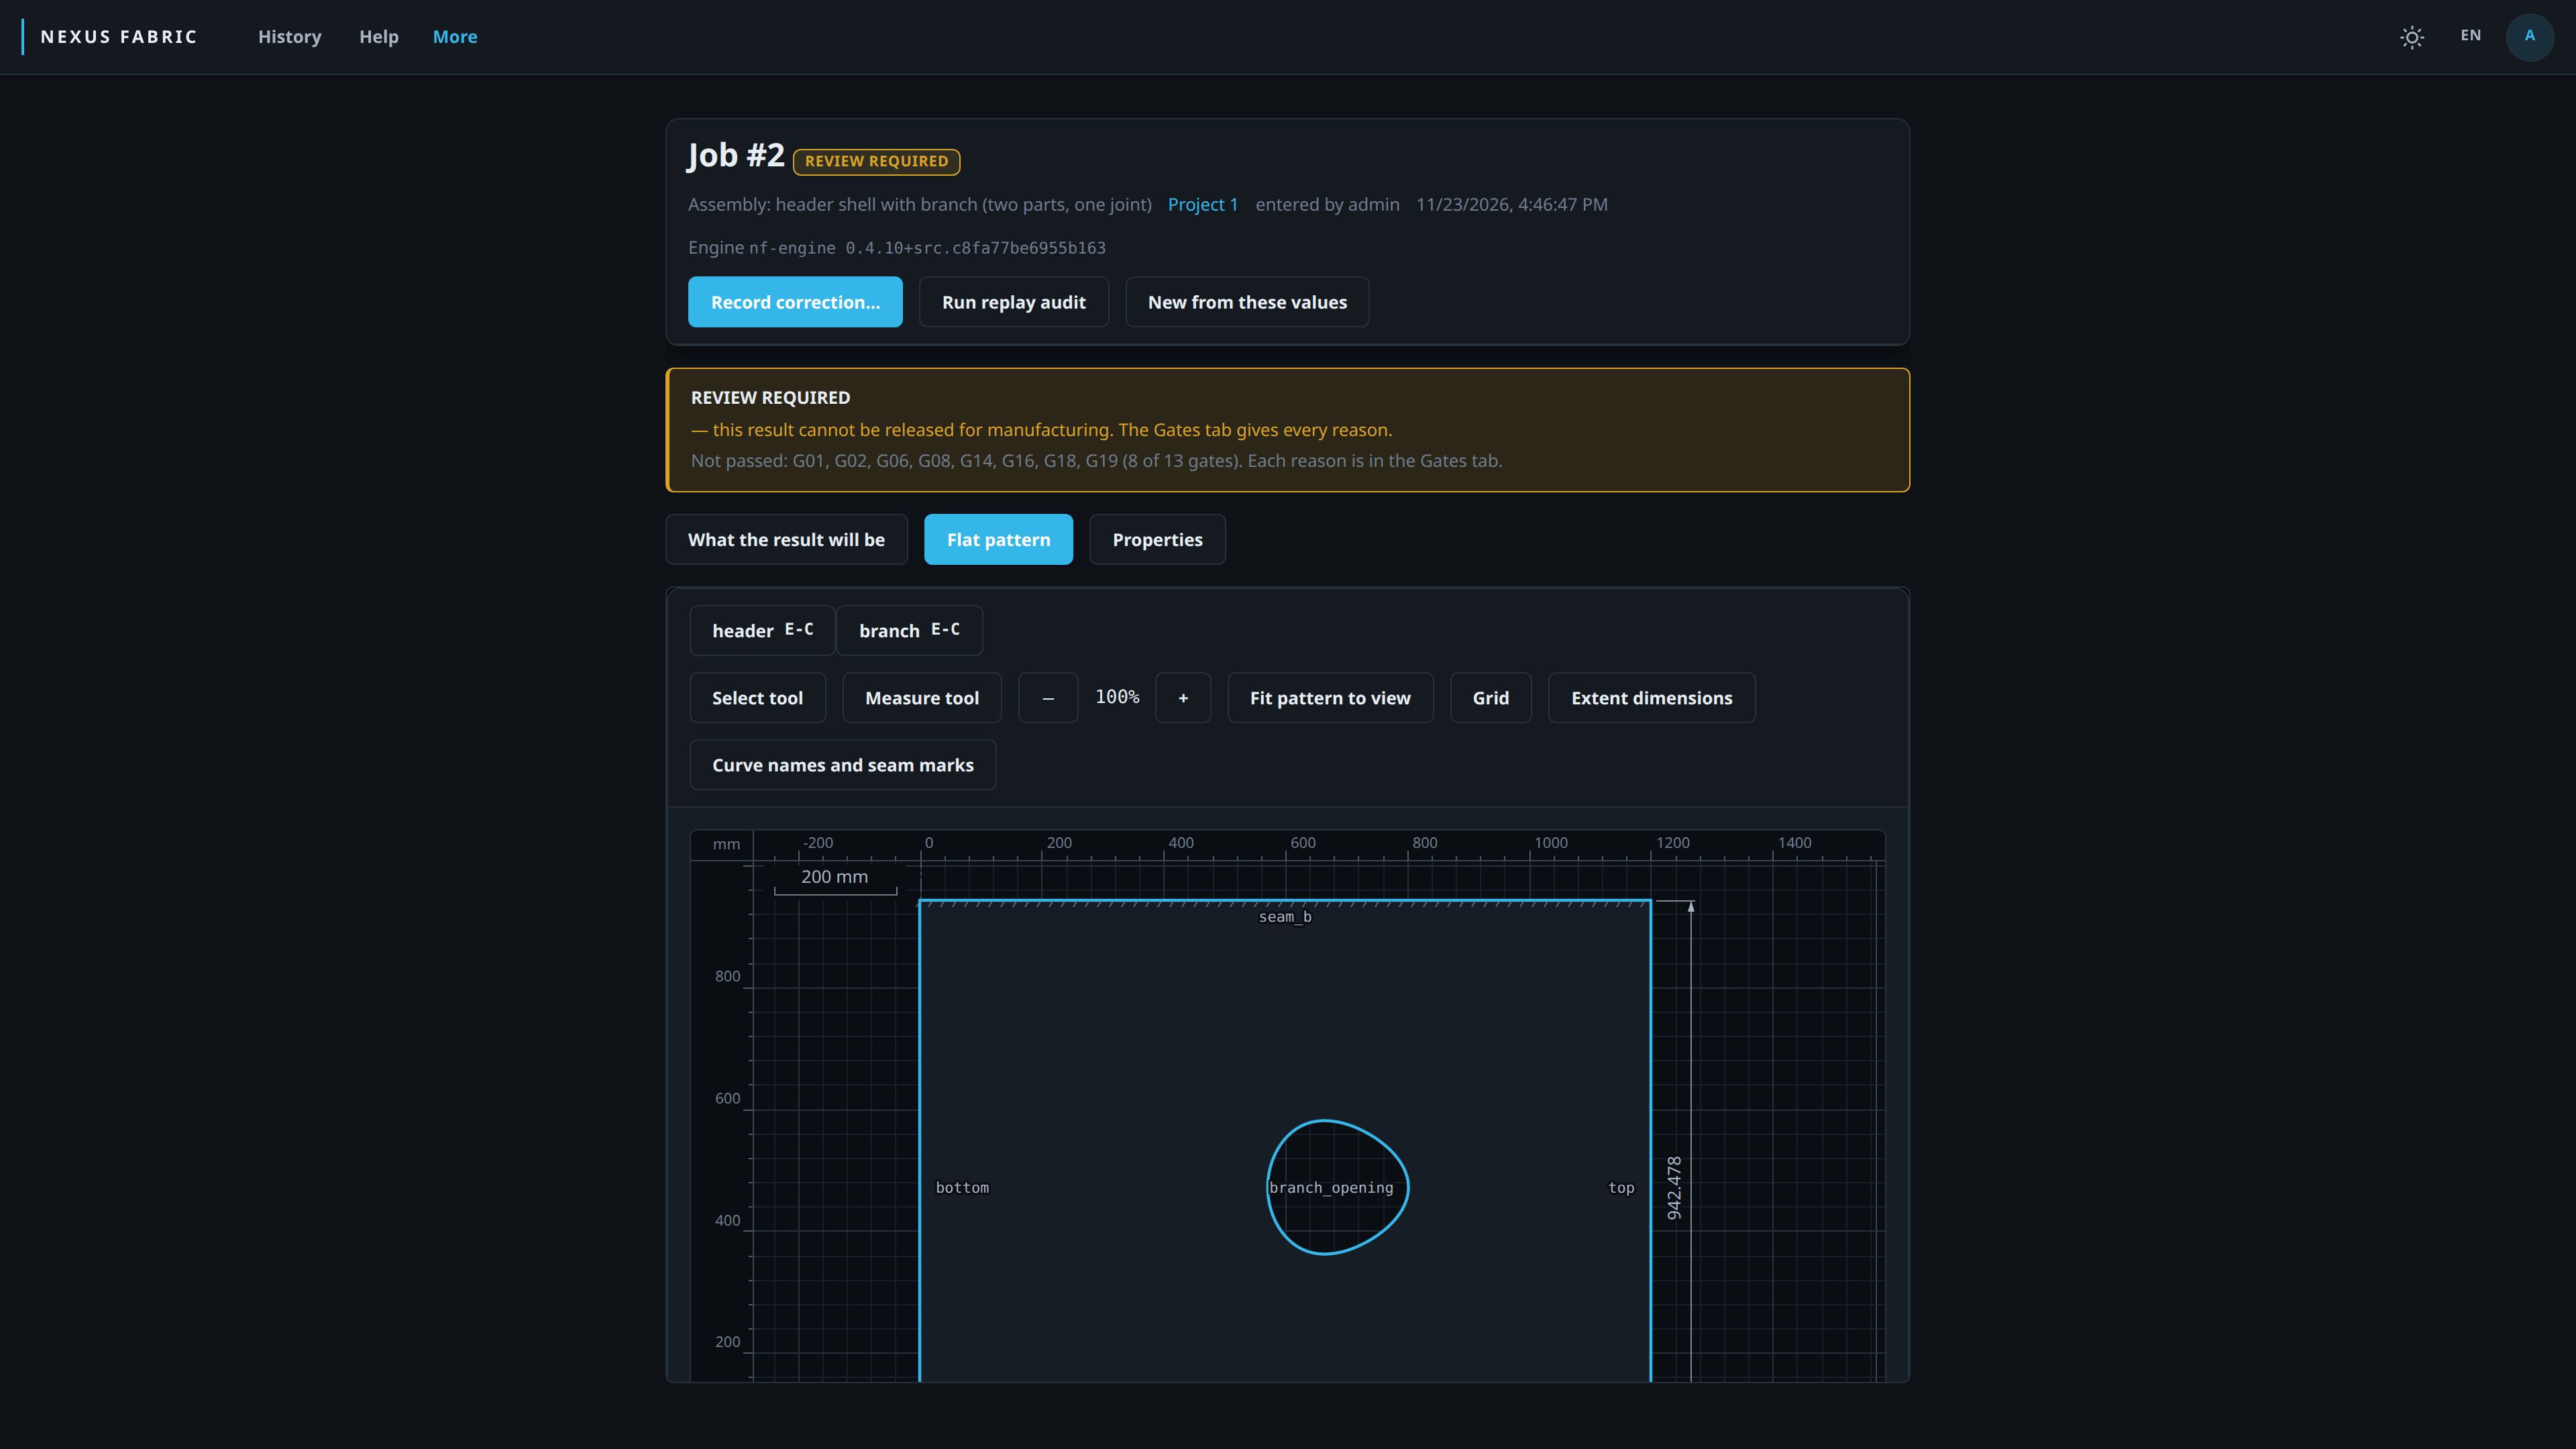 NEXUS FABRIC History Help More EN A
Job #2 REVIEW REQUIRED
Assembly: header shell with branch (two parts, one joint) Project 1 entered by admin 11/23/2026, 4:46:47 PM
Engine nf-engine 0.4.10+src.c8fa77be6955b163
Record correction... Run replay audit New from these values
REVIEW REQUIRED
— this result cannot be released for manufacturing. The Gates tab gives every reason.
Not passed: G01, G02, G06, G08, G14, G16, G18, G19 (8 of 13 gates). Each reason is in the Gates tab.
What the result will be Flat pattern Properties
header E-C branch E-C
Select tool Measure tool — 100% + Fit pattern to view Grid Extent dimensions
Curve names and seam marks
mm -200 0 200 400 600 800 1000 1200 1400
200 mm
seam_b
800
600
bottom branch_opening top 942.478
400
200